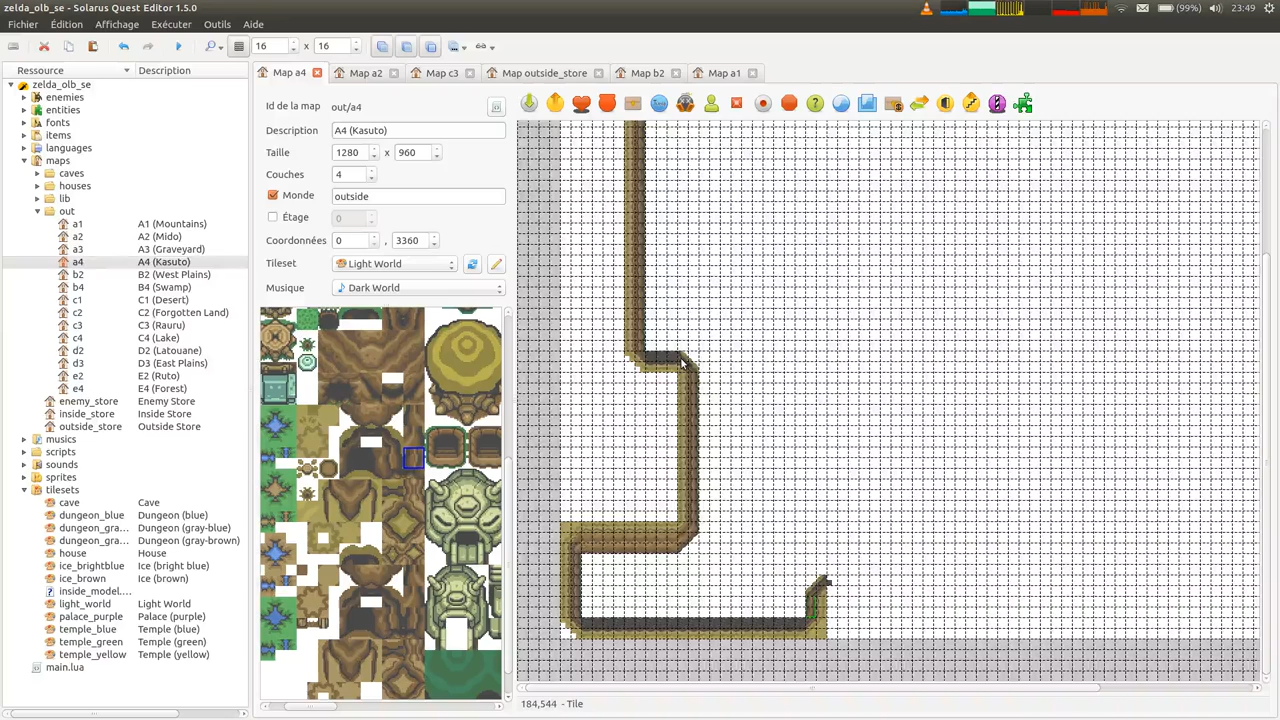 zelda_olb_se - Solarus Quest Editor 1.5.0
(99%) 23:49
Fichier Édition Affichage Exécuter Outils Aide
16 x 16
Ressource Description
zelda_olb_se
enemies
entities
fonts
items
languages
maps
caves
houses
lib
out
a1 A1 (Mountains)
a2 A2 (Mido)
a3 A3 (Graveyard)
a4 A4 (Kasuto)
b2 B2 (West Plains)
b4 B4 (Swamp)
c1 C1 (Desert)
c2 C2 (Forgotten Land)
c3 C3 (Rauru)
c4 C4 (Lake)
d2 D2 (Latouane)
d3 D3 (East Plains)
e2 E2 (Ruto)
e4 E4 (Forest)
enemy_store Enemy Store
inside_store Inside Store
outside_store Outside Store
musics
scripts
sounds
sprites
tilesets
cave Cave
dungeon_blue Dungeon (blue)
dungeon_gra... Dungeon (gray-blue)
dungeon_gra... Dungeon (gray-brown)
house House
ice_brightblue Ice (bright blue)
ice_brown Ice (brown)
inside_model....
light_world Light World
palace_purple Palace (purple)
temple_blue Temple (blue)
temple_green Temple (green)
temple_yellow Temple (yellow)
main.lua
Map a4 Map a2 Map c3 Map outside_store Map b2 Map a1
Id de la map out/a4
Description A4 (Kasuto)
Taille 1280 x 960
Couches 4
Monde outside
Étage 0
Coordonnées 0 , 3360
Tileset Light World
Musique Dark World
184,544 - Tile